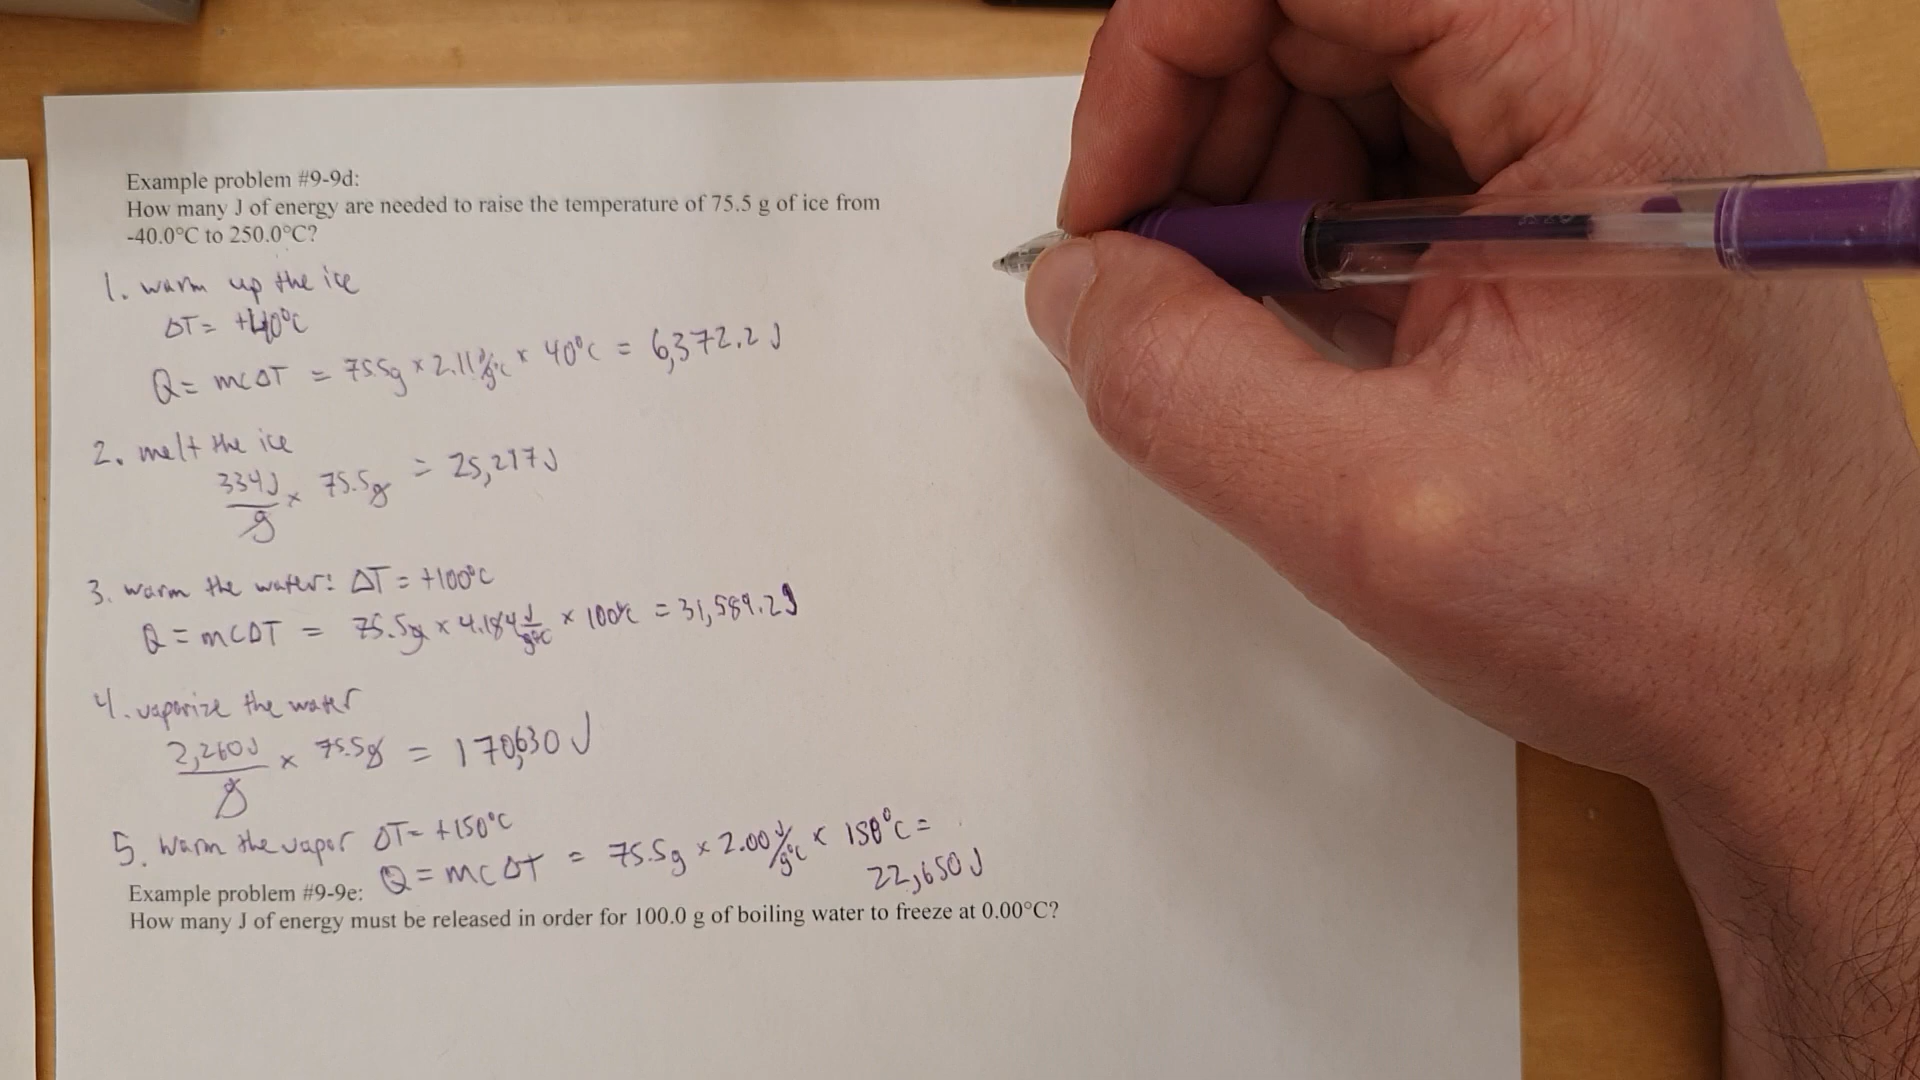 Example problem #9-9d:
How many J of energy are needed to raise the temperature of 75.5 g of ice from
-40.0°C to 250.0°C?
1. warm up the ice
ΔT = +40°C
Q = mCΔT = 75.5g × 2.11 J/g°C × 40°C = 6,372.2 J
2. melt the ice
334J/g × 75.5g = 25,217J
3. warm the water: ΔT = +100°C
Q = mCΔT = 75.5g × 4.184 J/g°C × 100°C = 31,589.2J
4. vaporize the water
2,260J/g × 75.5g = 170,630 J
5. warm the vapor ΔT = +150°C
Q = mCΔT = 75.5g × 2.00 J/g°C × 150°C =
22,650J
Example problem #9-9e:
How many J of energy must be released in order for 100.0 g of boiling water to freeze at 0.00°C?